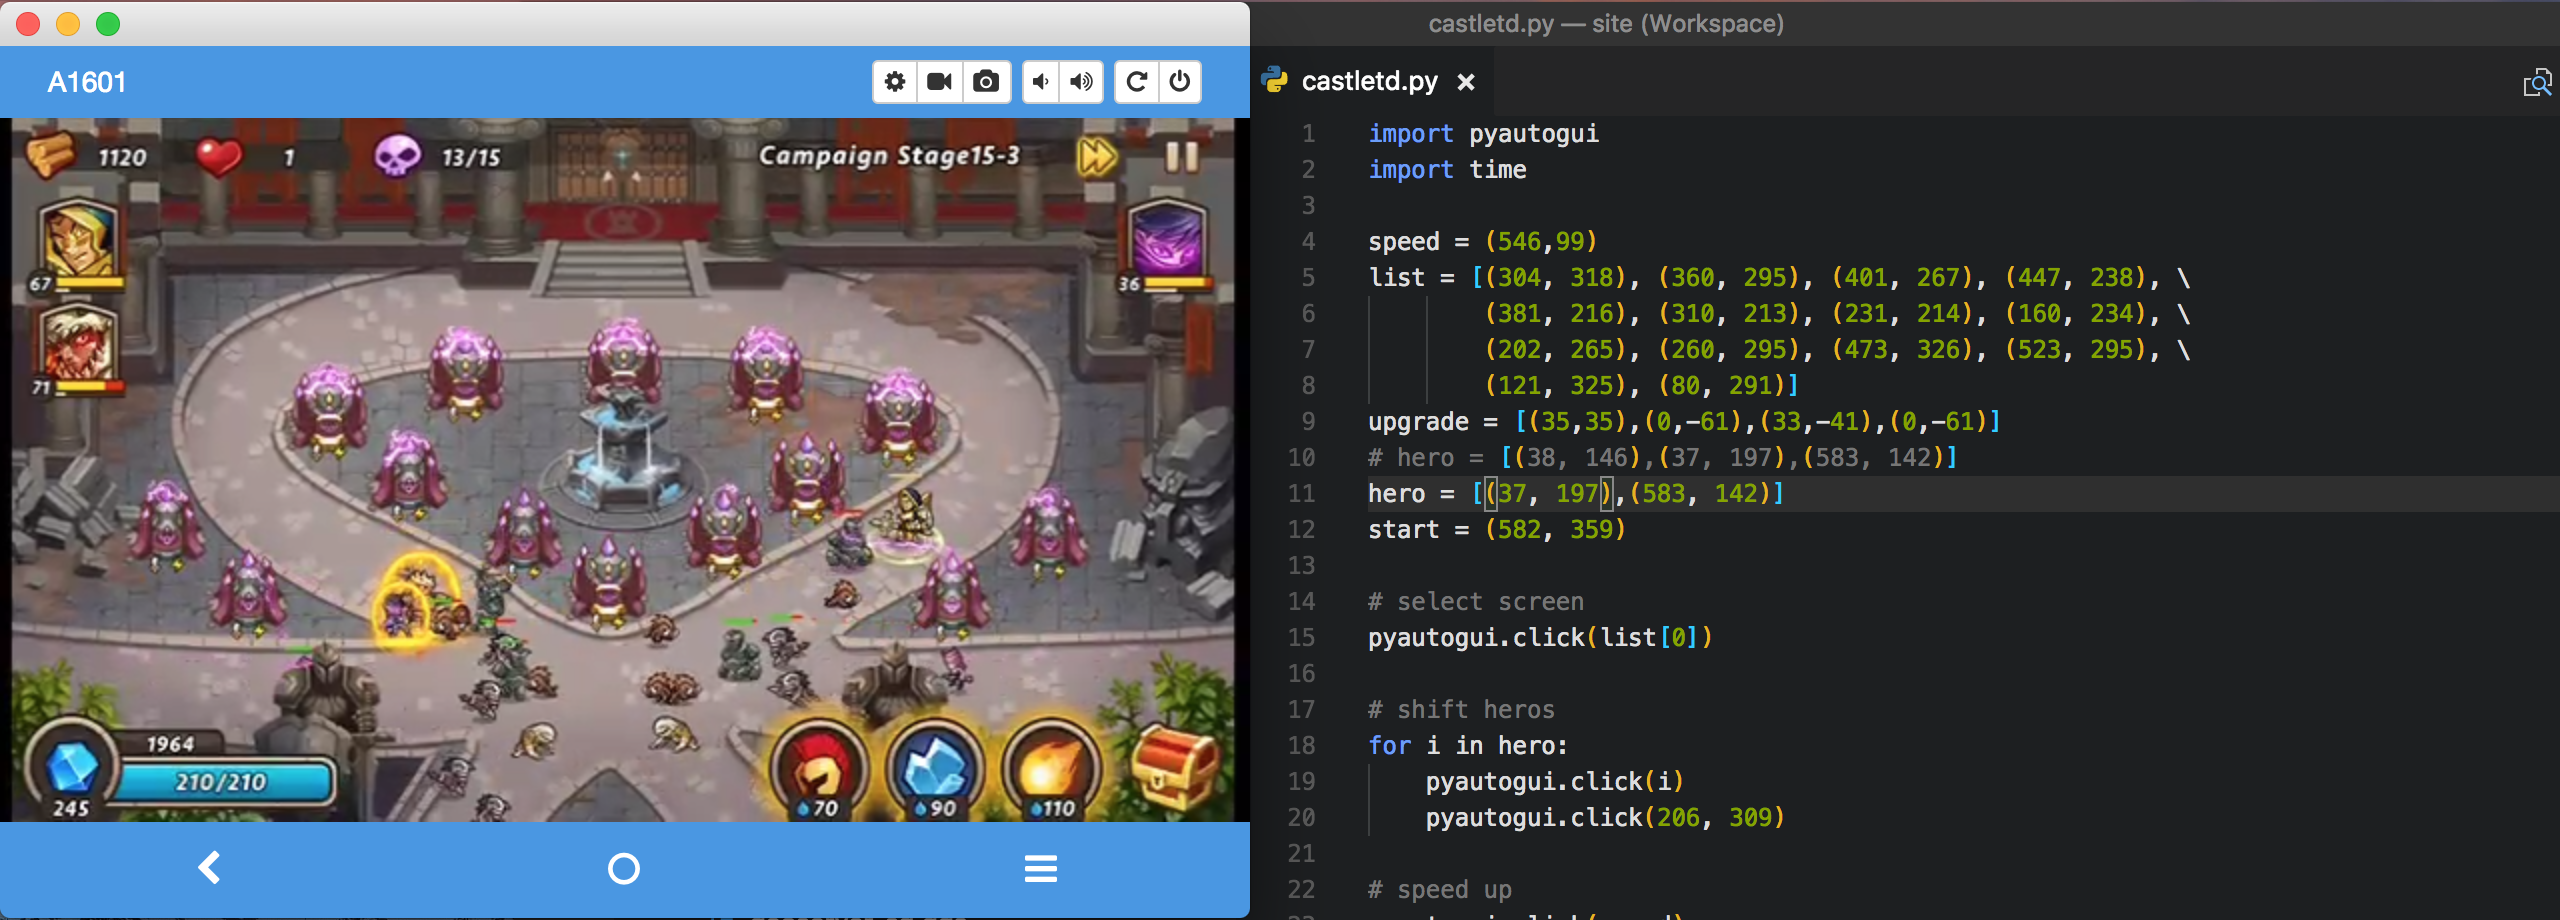 castletd.py — site (Workspace)
A1601
castletd.py
1120
1
13/15
Campaign Stage15-3
67
36
71
1964
210/210
245
70
90
110
1 import pyautogui
2 import time
3
4 speed = (546,99)
5 list = [(304, 318), (360, 295), (401, 267), (447, 238), \
6 (381, 216), (310, 213), (231, 214), (160, 234), \
7 (202, 265), (260, 295), (473, 326), (523, 295), \
8 (121, 325), (80, 291)]
9 upgrade = [(35,35),(0,-61),(33,-41),(0,-61)]
10 # hero = [(38, 146),(37, 197),(583, 142)]
11 hero = [(37, 197),(583, 142)]
12 start = (582, 359)
13
14 # select screen
15 pyautogui.click(list[0])
16
17 # shift heros
18 for i in hero:
19 pyautogui.click(i)
20 pyautogui.click(206, 309)
21
22 # speed up